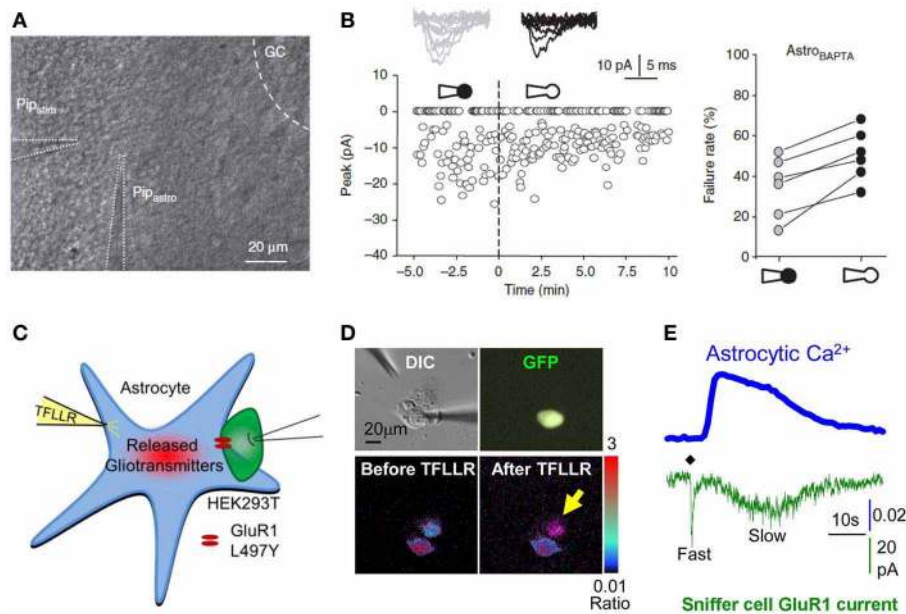 A
GC
Pip_stim
Pip_astro
20 µm
B
10 pA
5 ms
Peak (pA)
10
0
−10
−20
−30
−40
−5.0
−2.5
0
2.5
5.0
7.5
10
Time (min)
Astro_BAPTA
Failure rate (%)
100
80
60
40
20
0
C
Astrocyte
TFLLR
Released
Gliotransmitters
HEK293T
GluR1
L497Y
D
DIC
GFP
20µm
Before TFLLR
After TFLLR
3
0.01
Ratio
E
Astrocytic Ca²⁺
Fast
Slow
10s
0.02
20
pA
Sniffer cell GluR1 current